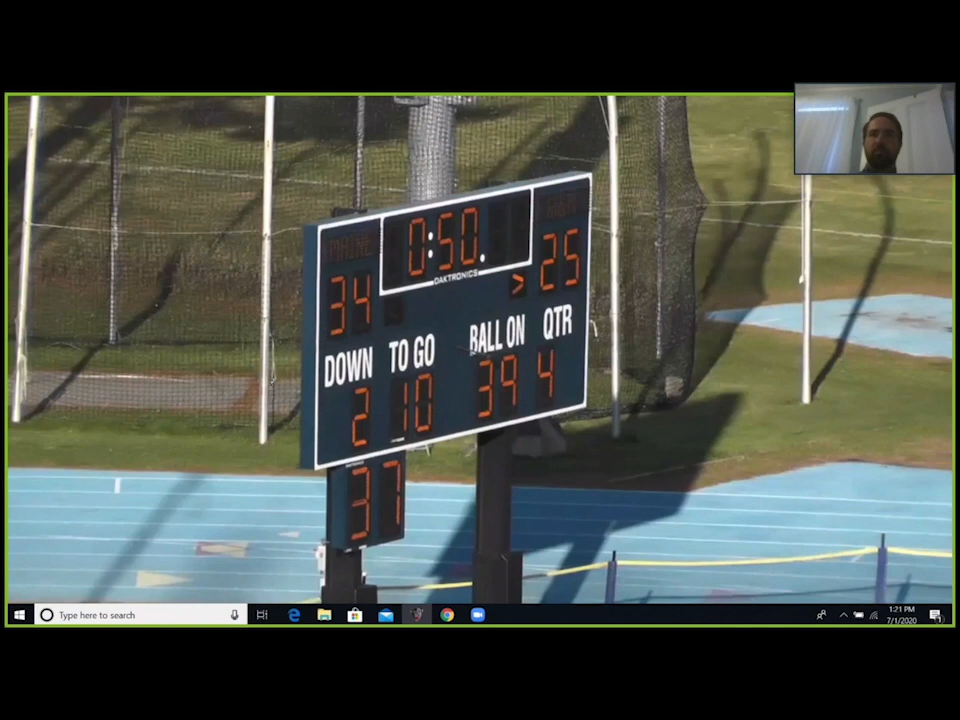 MAINE
0:50.
DAKTRONICS
34
>
25
DOWN TO GO BALL ON QTR
2 10 39 4
37
Type here to search
1:21 PM
7/1/2020